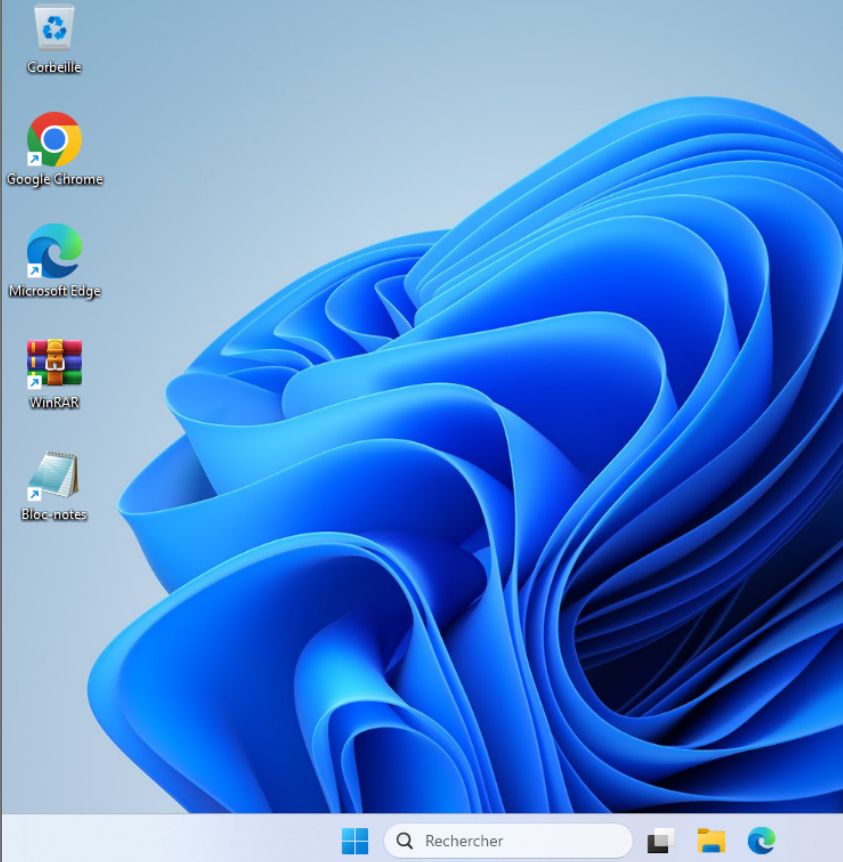 Corbeille
Google Chrome
Microsoft Edge
WinRAR
Bloc-notes
Rechercher